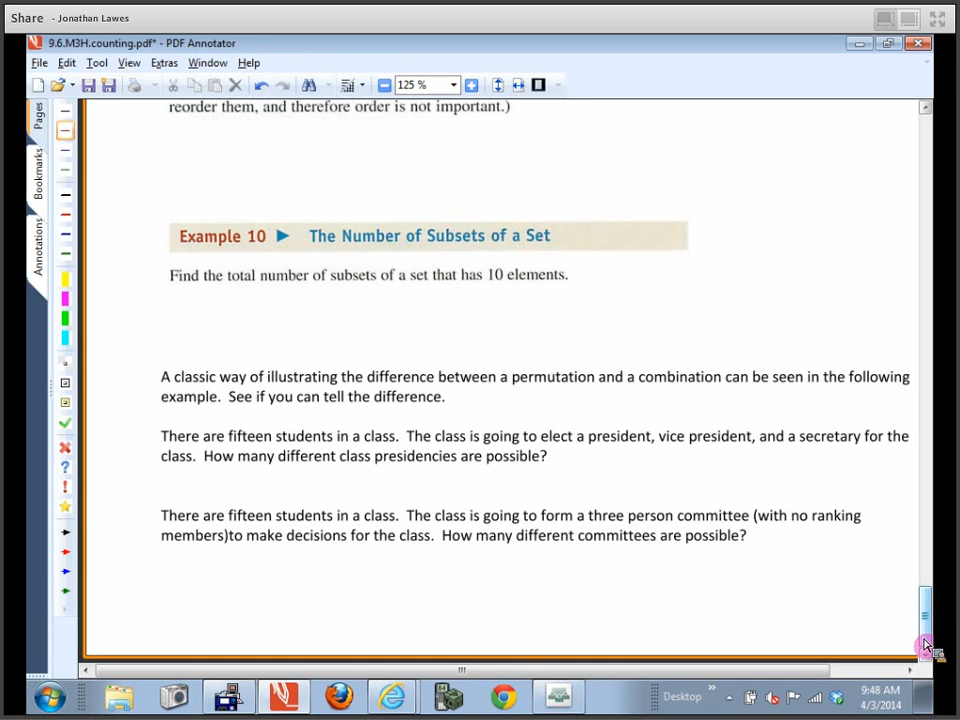 Share - Jonathan Lawes
9.6.M3H.counting.pdf* - PDF Annotator
File Edit Tool View Extras Window Help
125 %
Pages
Bookmarks
Annotations
reorder them, and therefore order is not important.)
Example 10 ► The Number of Subsets of a Set
Find the total number of subsets of a set that has 10 elements.
A classic way of illustrating the difference between a permutation and a combination can be seen in the following
example. See if you can tell the difference.
There are fifteen students in a class. The class is going to elect a president, vice president, and a secretary for the
class. How many different class presidencies are possible?
There are fifteen students in a class. The class is going to form a three person committee (with no ranking
members)to make decisions for the class. How many different committees are possible?
Desktop »
9:48 AM
4/3/2014